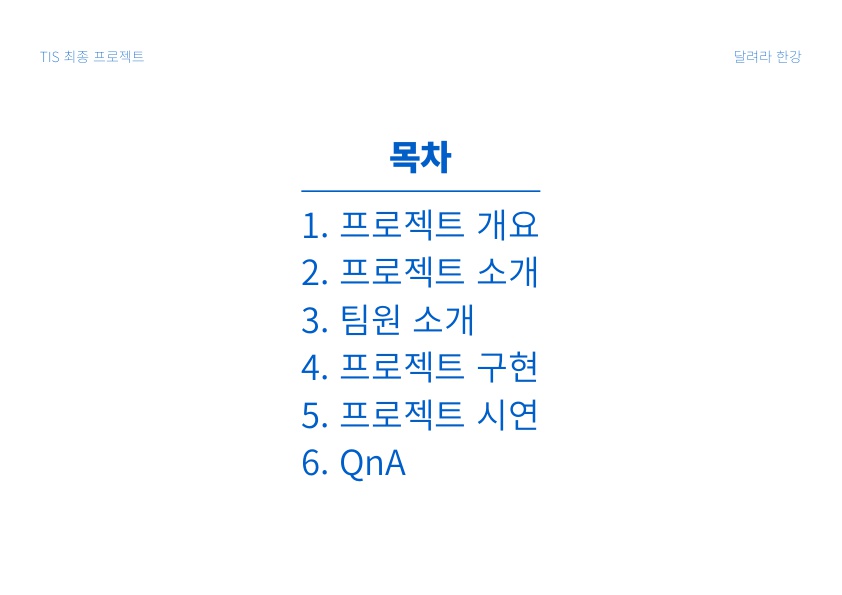 TIS 최종 프로젝트
달려라 한강
목차
1. 프로젝트 개요
2. 프로젝트 소개
3. 팀원 소개
4. 프로젝트 구현
5. 프로젝트 시연
6. QnA